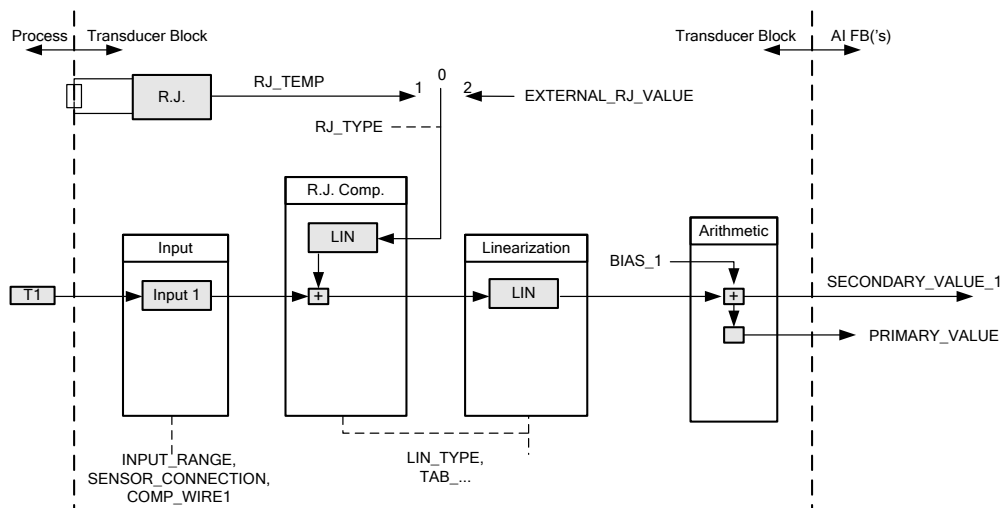 Process Transducer Block Transducer Block AI FB('s)
R.J. RJ_TEMP 1 0 2 EXTERNAL_RJ_VALUE
RJ_TYPE
R.J. Comp.
LIN
Input Linearization Arithmetic
BIAS_1
T1 Input 1 + LIN + SECONDARY_VALUE_1
PRIMARY_VALUE
INPUT_RANGE,
SENSOR_CONNECTION,
COMP_WIRE1
LIN_TYPE,
TAB_...